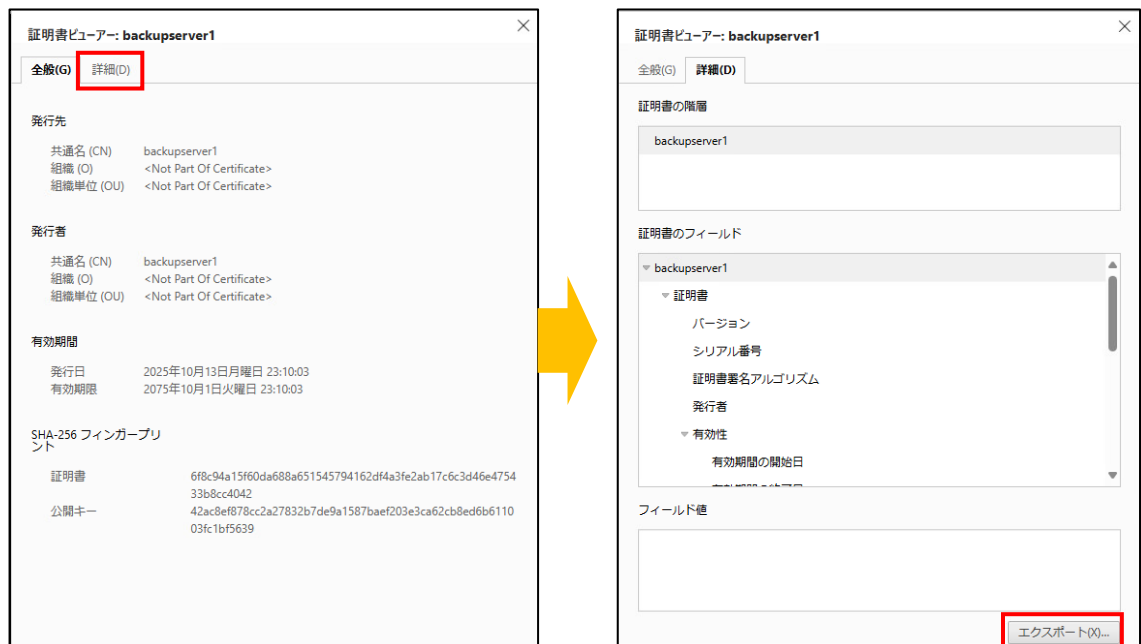 証明書ビューアー: backupserver1
全般(G) 詳細(D)
発行先
共通名 (CN) backupserver1
組織 (O) <Not Part Of Certificate>
組織単位 (OU) <Not Part Of Certificate>
発行者
共通名 (CN) backupserver1
組織 (O) <Not Part Of Certificate>
組織単位 (OU) <Not Part Of Certificate>
有効期間
発行日 2025年10月13日月曜日 23:10:03
有効期限 2075年10月1日火曜日 23:10:03
SHA-256 フィンガープリ
ント
証明書 6f8c94a15f60da688a651545794162df4a3fe2ab17c6c3d46e4754
33b8cc4042
公開キー 42ac8ef878cc2a27832b7de9a1587baef203e3ca62cb8ed6b6110
03fc1bf5639
証明書ビューアー: backupserver1
全般(G) 詳細(D)
証明書の階層
backupserver1
証明書のフィールド
backupserver1
証明書
バージョン
シリアル番号
証明書署名アルゴリズム
発行者
有効性
有効期間の開始日
フィールド値
エクスポート(X)...